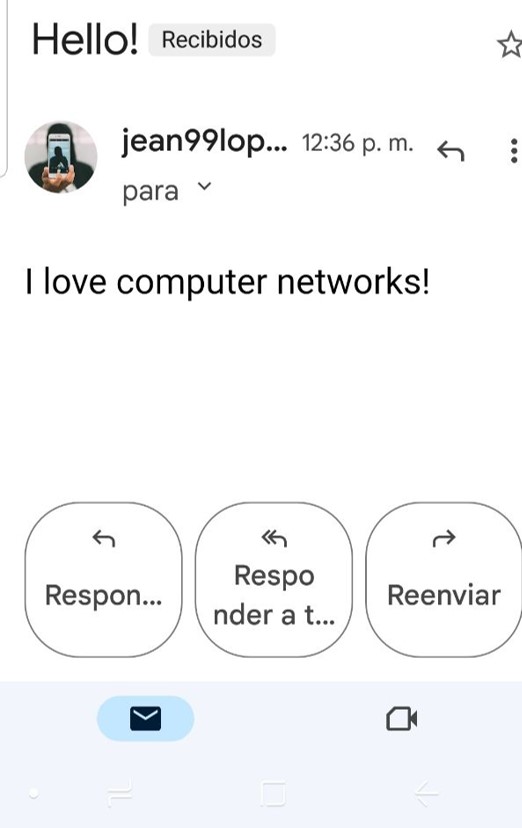 Hello! Recibidos
jean99lop... 12:36 p. m.
para
I love computer networks!
Respon...
Respo
nder a t...
Reenviar